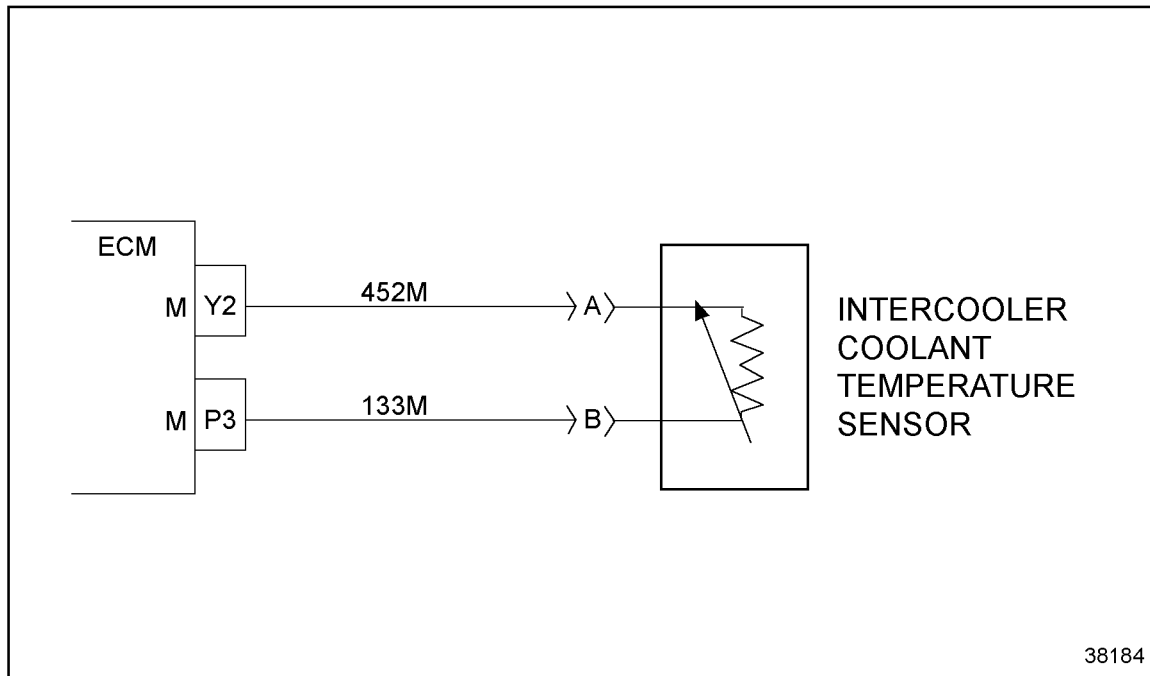 ECM
M Y2 452M A
M P3 133M B
INTERCOOLER
COOLANT
TEMPERATURE
SENSOR
38184